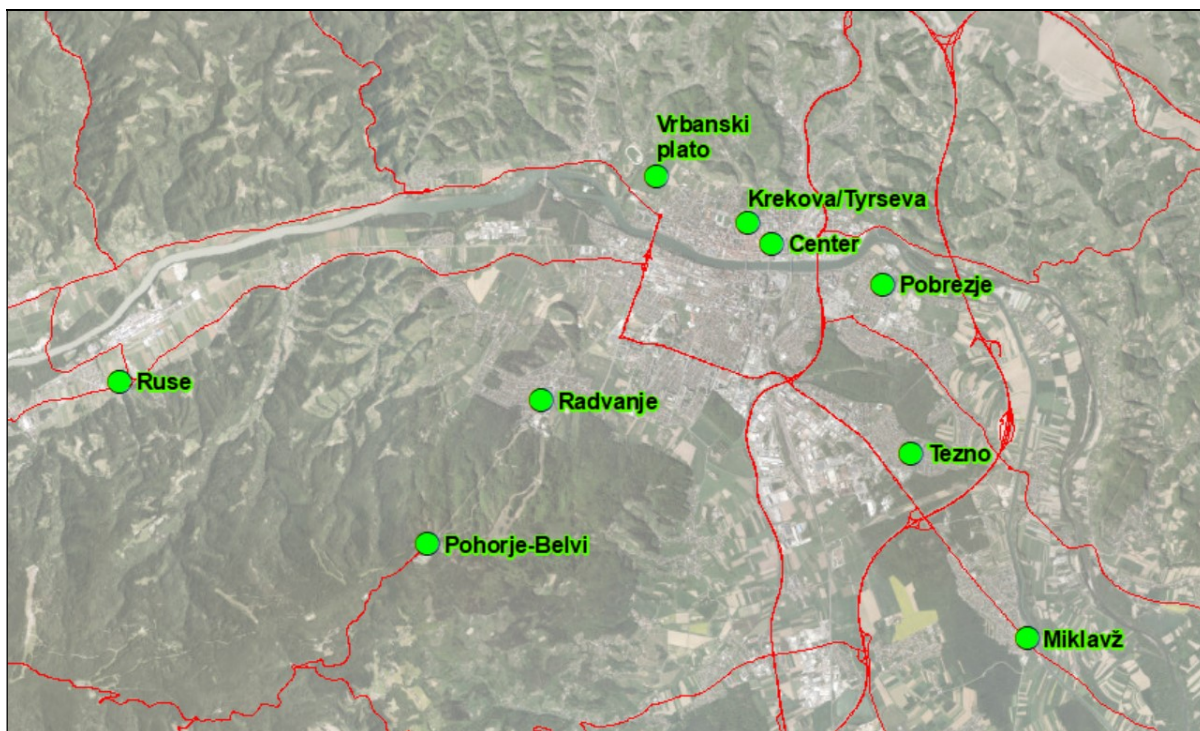 Vrbanski
plato
Krekova/Tyrseva
Center
Pobrezje
Ruse
Radvanje
Tezno
Pohorje-Belvi
Miklavž